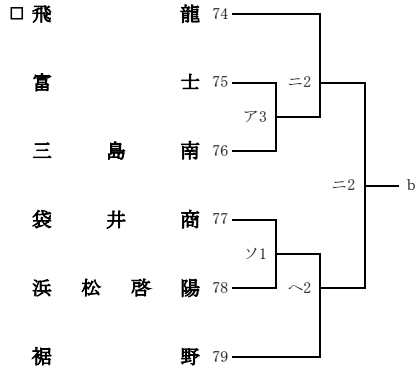 □ 飛龍 74
富士 75
ニ2
ア3
三島南 76
ニ2
b
袋井商 77
ソ1
浜松啓陽 78
ヘ2
裾野 79